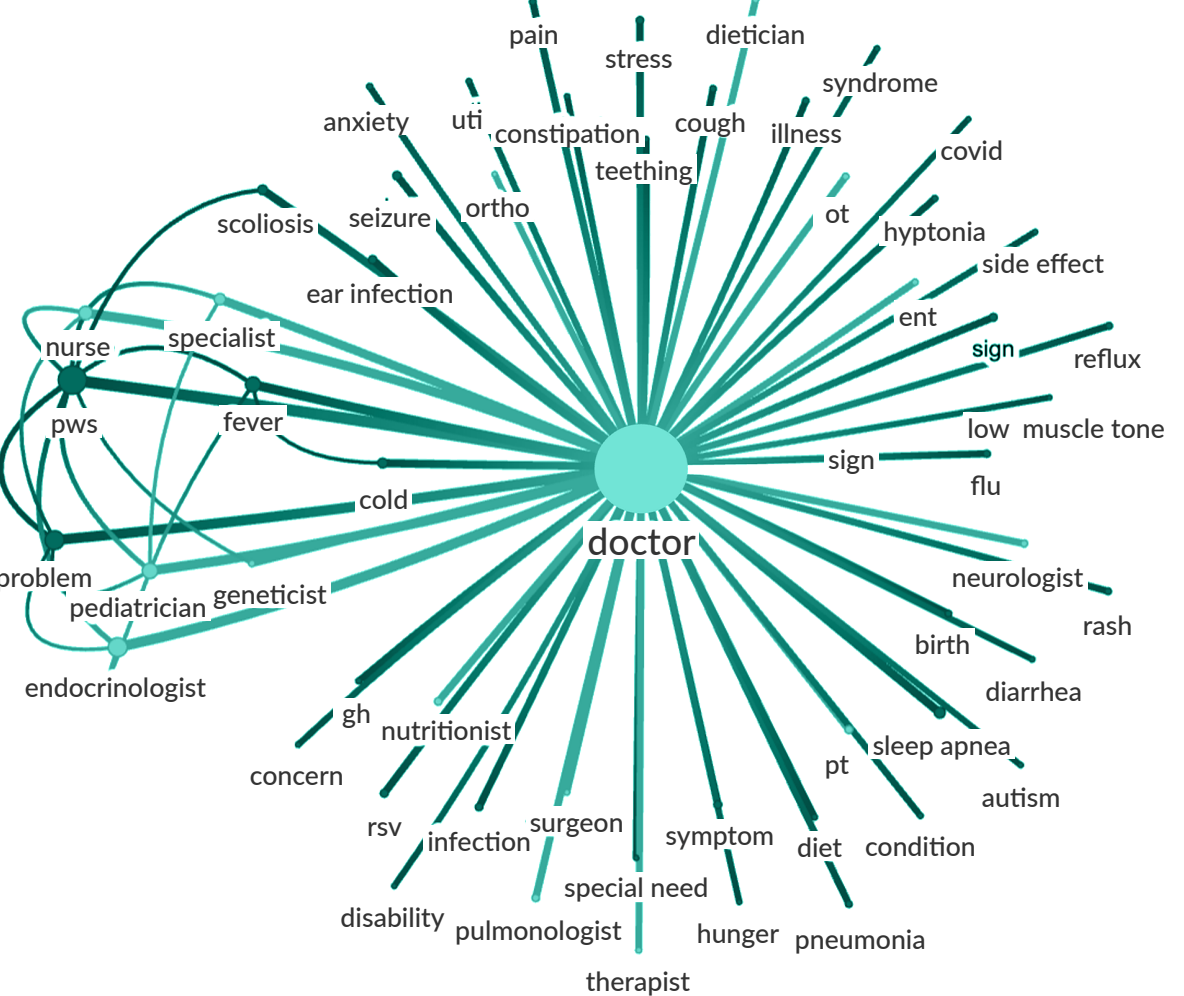 pain
dietician
stress
syndrome
anxiety
uti
constipation
cough
illness
covid
teething
scoliosis
seizure
ortho
ot
hyptonia
ear infection
side effect
nurse
specialist
ent
sign
reflux
pws
fever
low muscle tone
sign
flu
cold
doctor
problem
pediatrician
geneticist
neurologist
rash
birth
endocrinologist
diarrhea
gh
nutritionist
sleep apnea
concern
pt
autism
rsv
infection
surgeon
symptom
diet
condition
special need
disability
pulmonologist
hunger
pneumonia
therapist